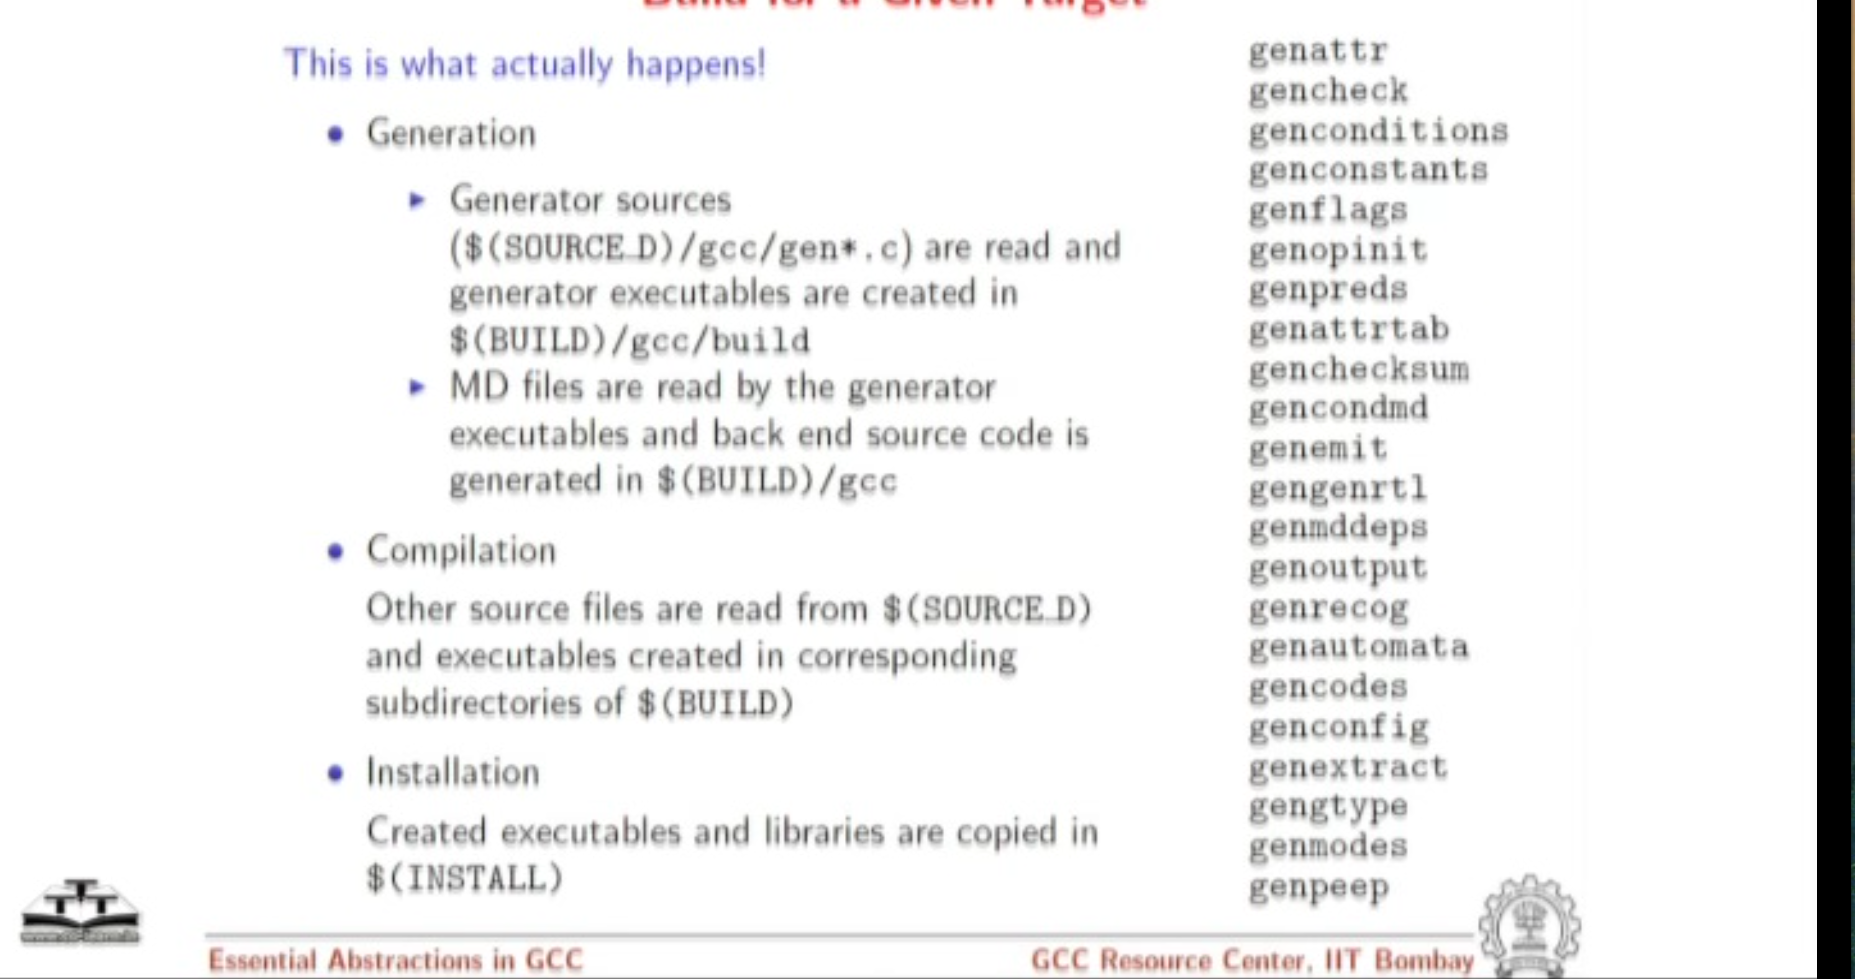 Build for a Given Target
This is what actually happens!
• Generation
▶ Generator sources
($(SOURCE_D)/gcc/gen*.c) are read and
generator executables are created in
$(BUILD)/gcc/build
▶ MD files are read by the generator
executables and back end source code is
generated in $(BUILD)/gcc
• Compilation
Other source files are read from $(SOURCE_D)
and executables created in corresponding
subdirectories of $(BUILD)
• Installation
Created executables and libraries are copied in
$(INSTALL)
genattr
gencheck
genconditions
genconstants
genflags
genopinit
genpreds
genattrtab
genchecksum
gencondmd
genemit
gengenrtl
genmddeps
genoutput
genrecog
genautomata
gencodes
genconfig
genextract
gengtype
genmodes
genpeep
Essential Abstractions in GCC
GCC Resource Center, IIT Bombay